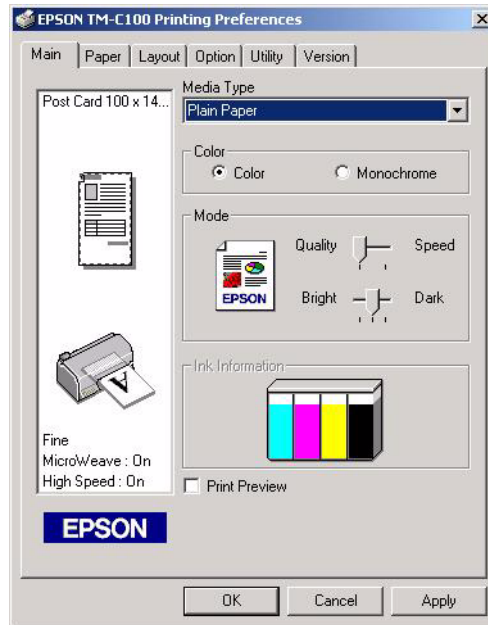 EPSON TM-C100 Printing Preferences
Main Paper Layout Option Utility Version
Post Card 100 x 14...
Media Type
Plain Paper
Color
Color Monochrome
Mode
EPSON
Quality Speed
Bright Dark
Ink Information
A
Fine
MicroWeave : On
High Speed : On
Print Preview
EPSON
OK Cancel Apply